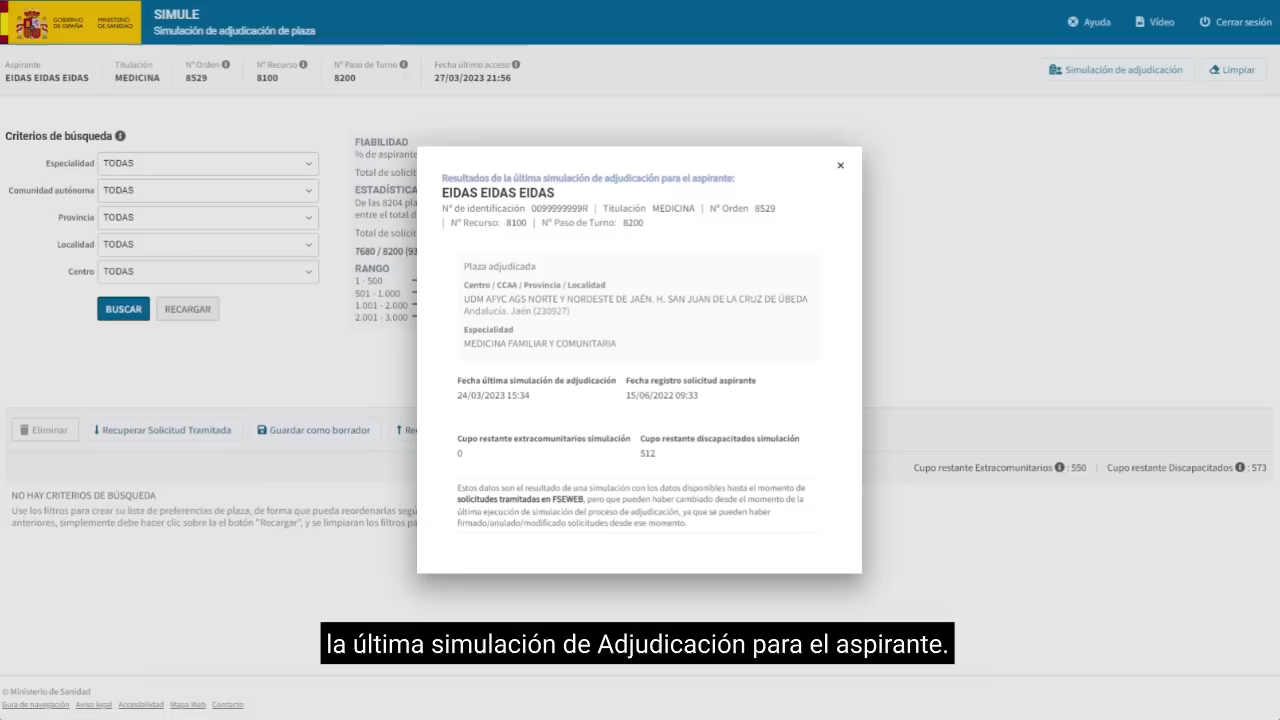 GOBIERNO DE ESPAÑA
MINISTERIO DE SANIDAD
SIMULE
Simulación de adjudicación de plaza
Ayuda
Vídeo
Cerrar sesión
Aspirante
EIDAS EIDAS EIDAS
Titulación
MEDICINA
Nº Orden
8529
Nº Recurso
8100
Nº Paso de Turno
8200
Fecha último acceso
27/03/2023 21:56
Simulación de adjudicación
Limpiar
Criterios de búsqueda
Especialidad TODAS
Comunidad autónoma TODAS
Provincia TODAS
Localidad TODAS
Centro TODAS
BUSCAR
RECARGAR
FIABILIDAD
% de aspirante
Total de solicit
ESTADÍSTICA
De las 8204 pla
entre el total d
Total de solicit
7680 / 8200 (93
RANGO
1 - 500
501 - 1.000
1.001 - 2.000
2.001 - 3.000
×
Resultados de la última simulación de adjudicación para el aspirante:
EIDAS EIDAS EIDAS
Nº de identificación 0099999999R | Titulación MEDICINA | Nº Orden 8529
| Nº Recurso: 8100 | Nº Paso de Turno: 8200
Plaza adjudicada
Centro / CCAA / Provincia / Localidad
UDM AFYC AGS NORTE Y NORDESTE DE JAÉN. H. SAN JUAN DE LA CRUZ DE ÚBEDA
Andalucía. Jaén (230927)
Especialidad
MEDICINA FAMILIAR Y COMUNITARIA
Fecha última simulación de adjudicación
24/03/2023 15:34
Fecha registro solicitud aspirante
15/06/2022 09:33
Cupo restante extracomunitarios simulación
0
Cupo restante discapacitados simulación
512
Estos datos son el resultado de una simulación con los datos disponibles hasta el momento de
solicitudes tramitadas en FSEWEB, pero que pueden haber cambiado desde el momento de la
última ejecución de simulación del proceso de adjudicación, ya que se pueden haber
firmado/anulado/modificado solicitudes desde ese momento.
Eliminar
Recuperar Solicitud Tramitada
Guardar como borrador
Re
Cupo restante Extracomunitarios : 550 | Cupo restante Discapacitados : 573
NO HAY CRITERIOS DE BÚSQUEDA
Use los filtros para crear su lista de preferencias de plaza, de forma que pueda reordenarlas segú
anteriores, simplemente debe hacer clic sobre la el botón "Recargar", y se limpiaran los filtros pa
la última simulación de Adjudicación para el aspirante.
© Ministerio de Sanidad
Guía de navegación Aviso legal Accesibilidad Mapa Web Contacto